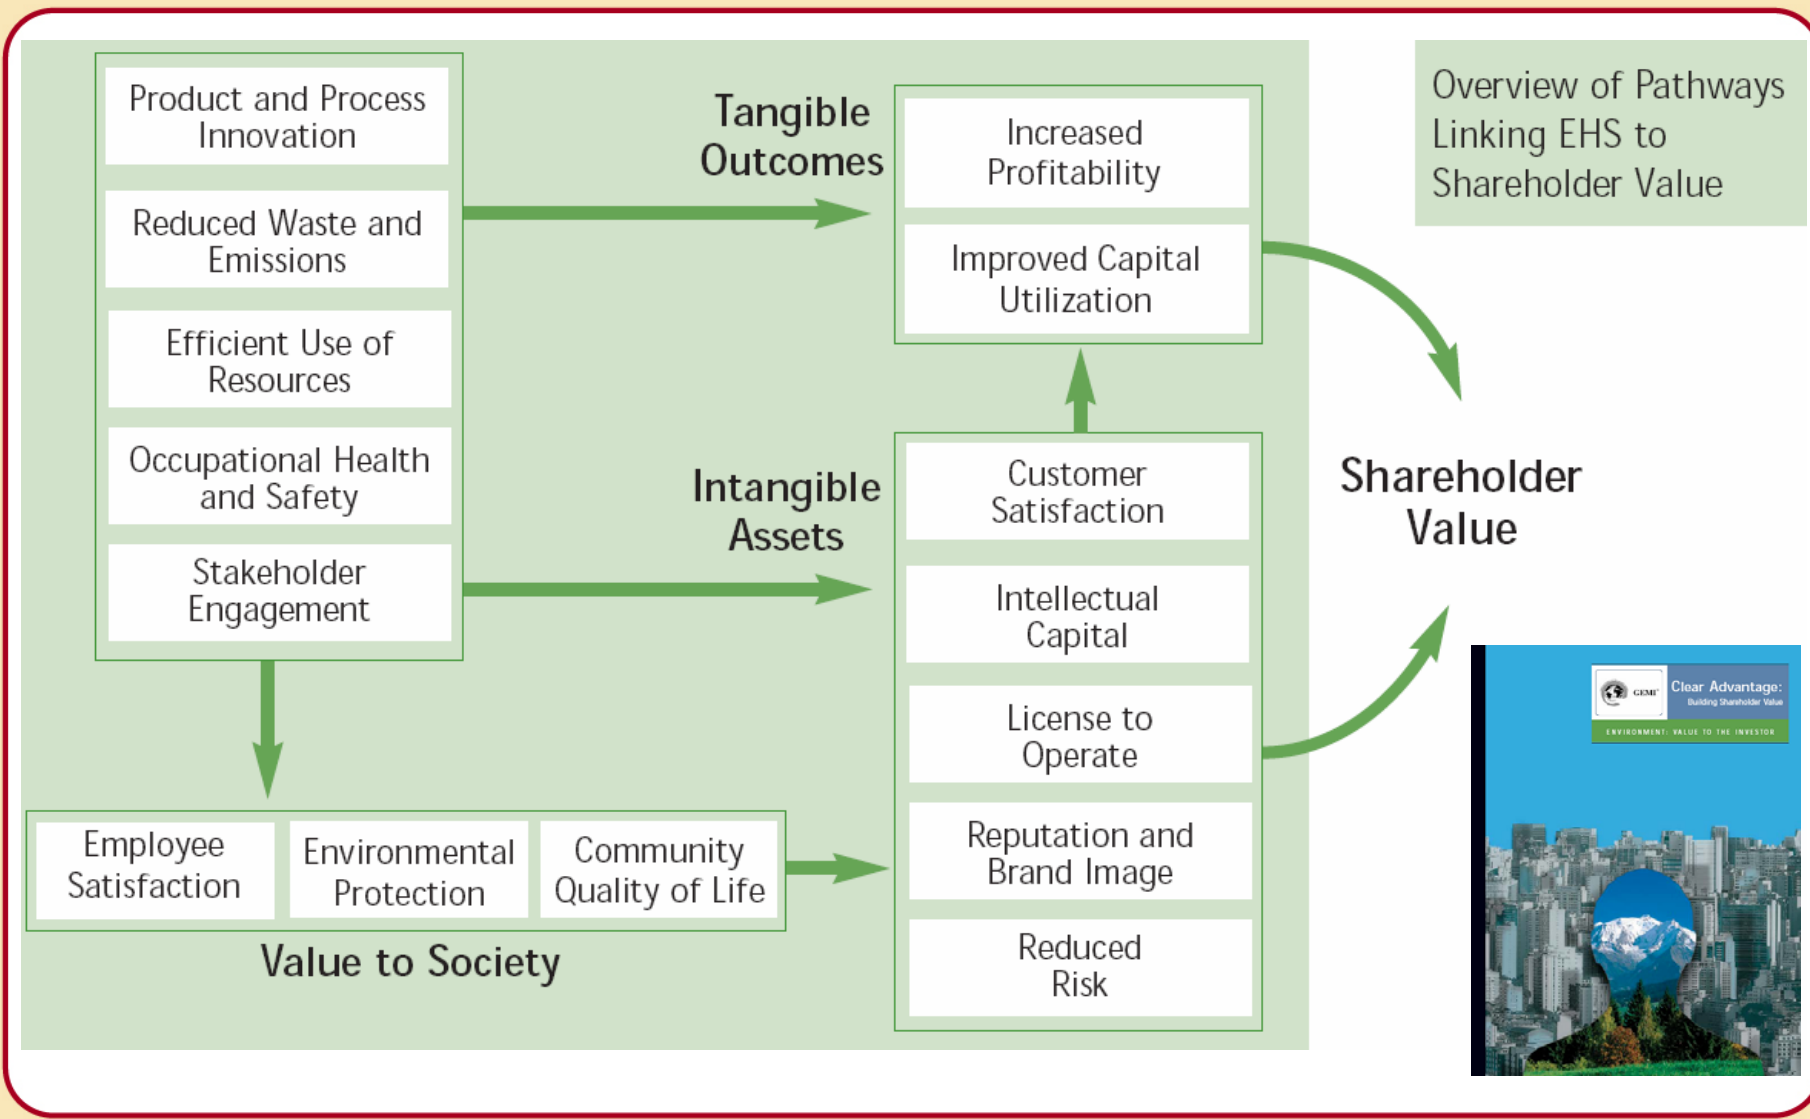 Product and Process
Innovation
Reduced Waste and
Emissions
Efficient Use of
Resources
Occupational Health
and Safety
Stakeholder
Engagement
Tangible
Outcomes
Increased
Profitability
Improved Capital
Utilization
Overview of Pathways
Linking EHS to
Shareholder Value
Intangible
Assets
Customer
Satisfaction
Intellectual
Capital
License to
Operate
Reputation and
Brand Image
Reduced
Risk
Shareholder
Value
Employee
Satisfaction
Environmental
Protection
Community
Quality of Life
Value to Society
GEMI
Clear Advantage:
Building Shareholder Value
ENVIRONMENT: VALUE TO THE INVESTOR